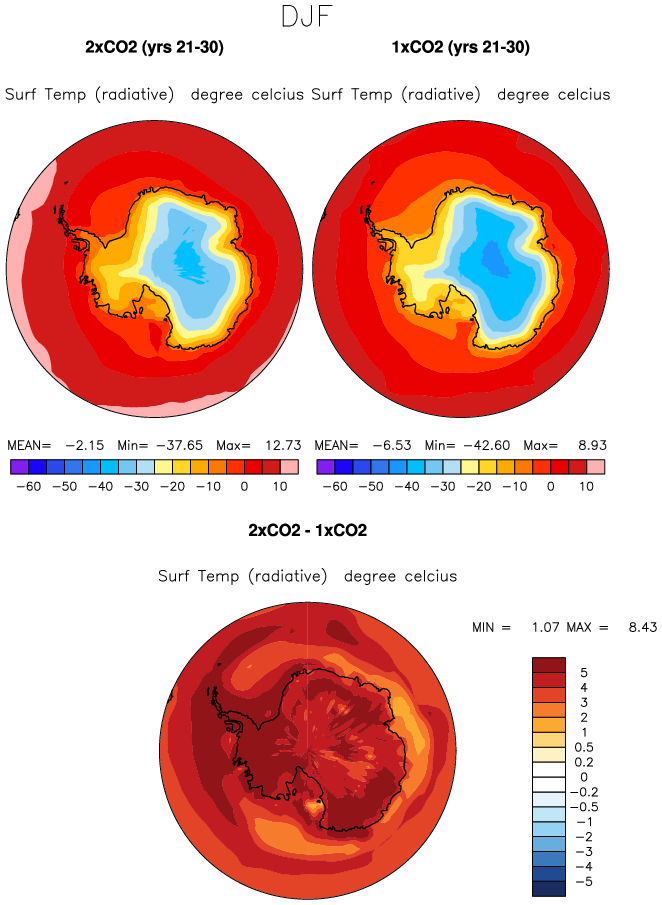 DJF
2xCO2 (yrs 21-30) 1xCO2 (yrs 21-30)
Surf Temp (radiative) degree celcius Surf Temp (radiative) degree celcius
MEAN= -2.15 Min= -37.65 Max= 12.73 MEAN= -6.53 Min= -42.60 Max= 8.93
-60 -50 -40 -30 -20 -10 0 10 -60 -50 -40 -30 -20 -10 0 10
2xCO2 - 1xCO2
Surf Temp (radiative) degree celcius
MIN = 1.07 MAX = 8.43
5
4
3
2
1
0.5
0.2
0
-0.2
-0.5
-1
-2
-3
-4
-5